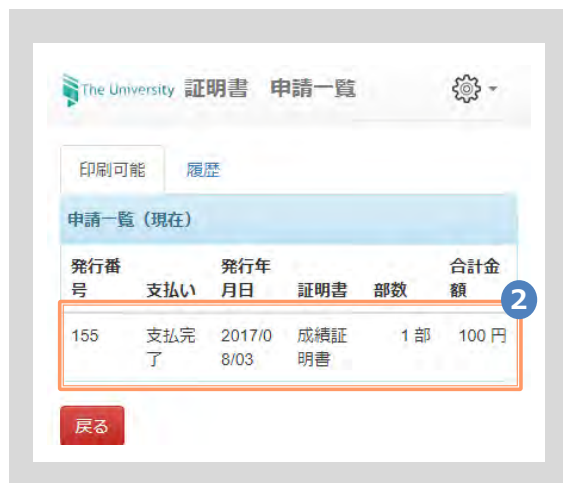 The University 証明書 申請一覧
印刷可能 履歴
申請一覧（現在）
発行番 発行年 合計金
号 支払い 月日 証明書 部数 額
2
155 支払完 2017/0 成績証 1 部 100 円
了 8/03 明書
戻る